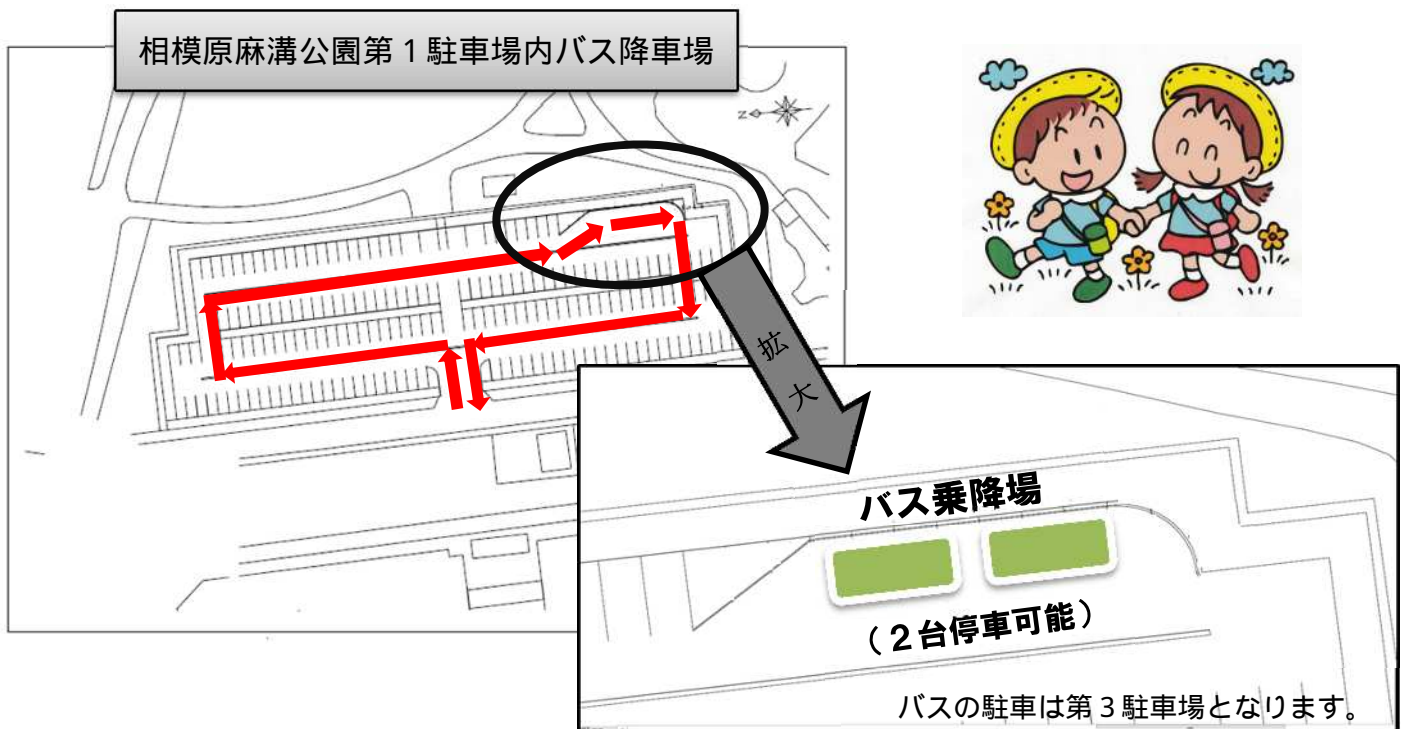 相模原麻溝公園第１駐車場内バス降車場
Z
拡
大
バス乗降場
（２台停車可能）
バスの駐車は第３駐車場となります。